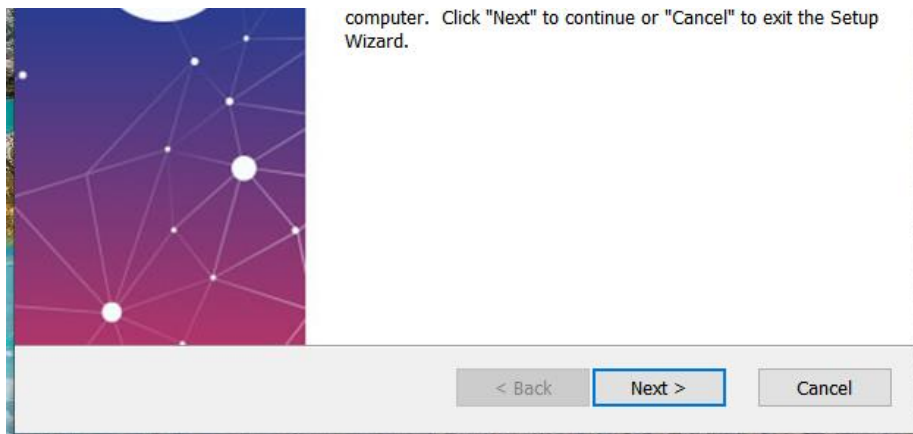 computer.  Click "Next" to continue or "Cancel" to exit the Setup
Wizard.
< Back Next > Cancel